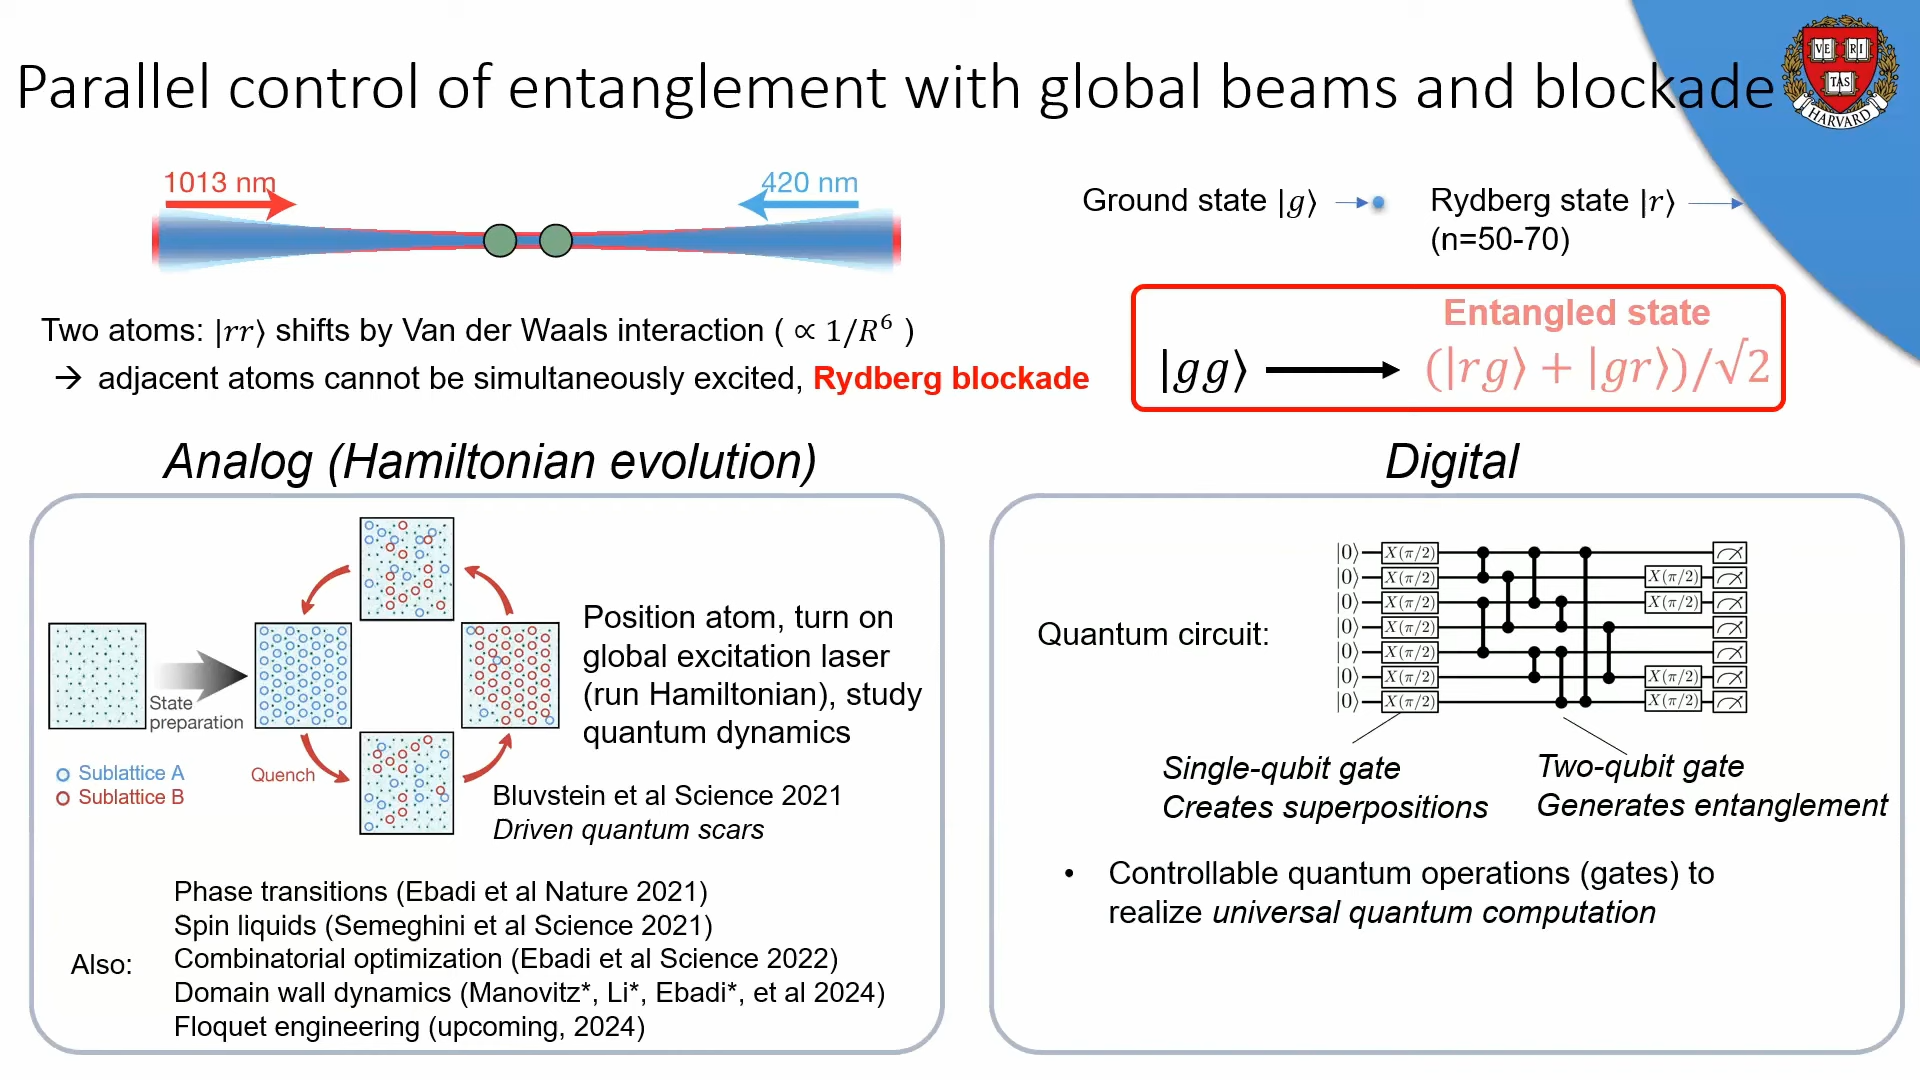 Parallel control of entanglement with global beams and blockade
VE RI
TAS
HARVARD
1013 nm
420 nm
Ground state |g⟩
Rydberg state |r⟩
(n=50-70)
Two atoms: |rr⟩ shifts by Van der Waals interaction ( ∝ 1/R⁶ )
→ adjacent atoms cannot be simultaneously excited, Rydberg blockade
Entangled state
|gg⟩ ⟶ (|rg⟩ + |gr⟩)/√2
Analog (Hamiltonian evolution)
State
preparation
Quench
Sublattice A
Sublattice B
Position atom, turn on
global excitation laser
(run Hamiltonian), study
quantum dynamics
Bluvstein et al Science 2021
Driven quantum scars
Also:
Phase transitions (Ebadi et al Nature 2021)
Spin liquids (Semeghini et al Science 2021)
Combinatorial optimization (Ebadi et al Science 2022)
Domain wall dynamics (Manovitz*, Li*, Ebadi*, et al 2024)
Floquet engineering (upcoming, 2024)
Digital
Quantum circuit:
|0⟩ X(π/2)
|0⟩ X(π/2) X(π/2)
|0⟩ X(π/2) X(π/2)
|0⟩ X(π/2)
|0⟩ X(π/2)
|0⟩ X(π/2) X(π/2)
|0⟩ X(π/2) X(π/2)
Single-qubit gate
Creates superpositions
Two-qubit gate
Generates entanglement
• Controllable quantum operations (gates) to
realize universal quantum computation